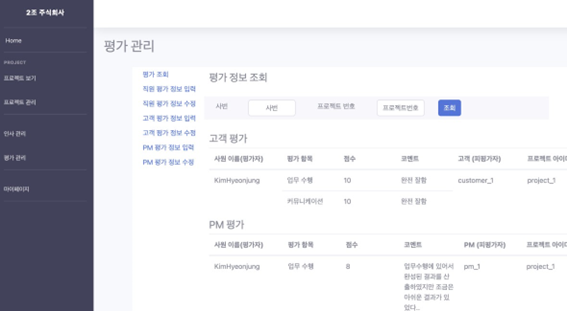 2조 주식회사
Home
PROJECT
프로젝트 보기
프로젝트 관리
인사 관리
평가 관리
마이페이지
평가 관리
평가 조회
직원 평가 정보 입력
직원 평가 정보 수정
고객 평가 정보 입력
고객 평가 정보 수정
PM 평가 정보 입력
PM 평가 정보 수정
평가 정보 조회
사번 사번 프로젝트 번호 프로젝트번호 조회
고객 평가
사원 이름(평가자) 평가 항목 점수 코멘트 고객 (피평가자) 프로젝트 아이
KimHyeonjung 업무 수행 10 완전 잘함 customer_1 project_1
커뮤니케이션 10 완전 잘함
PM 평가
사원 이름(평가자) 평가 항목 점수 코멘트 PM (피평가자) 프로젝트 아이
KimHyeonjung 업무 수행 8 업무수행에 있어서 pm_1 project_1
완성된 결과를 산
출하였지만 조금은
아쉬운 결과가 있
었다..